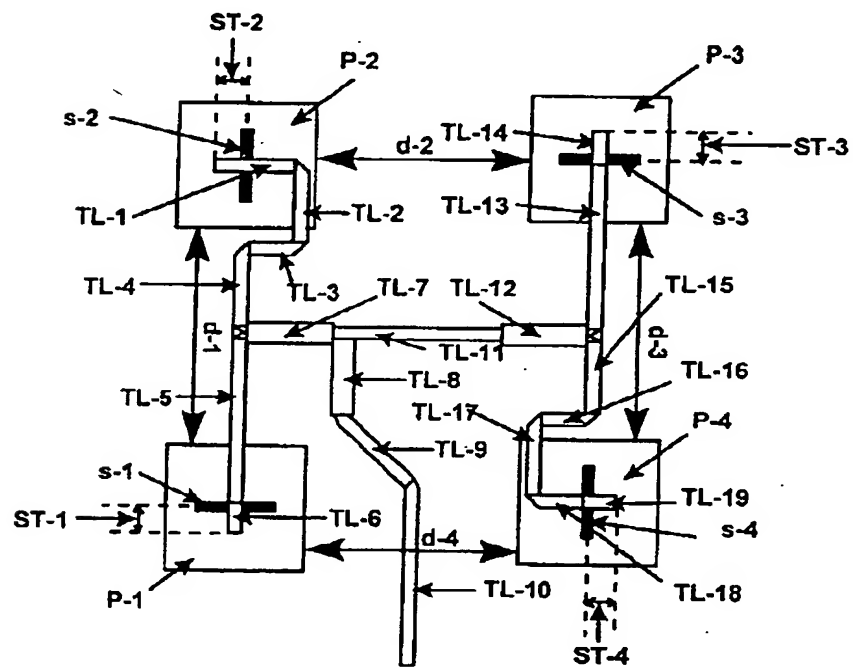 ST-2
P-2
P-3
s-2
TL-14
d-2
ST-3
TL-1
TL-2
TL-13
s-3
TL-4
TL-3
TL-7
TL-12
TL-15
d-1
TL-11
d-3
TL-8
TL-16
TL-5
TL-17
P-4
s-1
TL-9
TL-19
ST-1
TL-6
s-4
d-4
P-1
TL-10
TL-18
ST-4